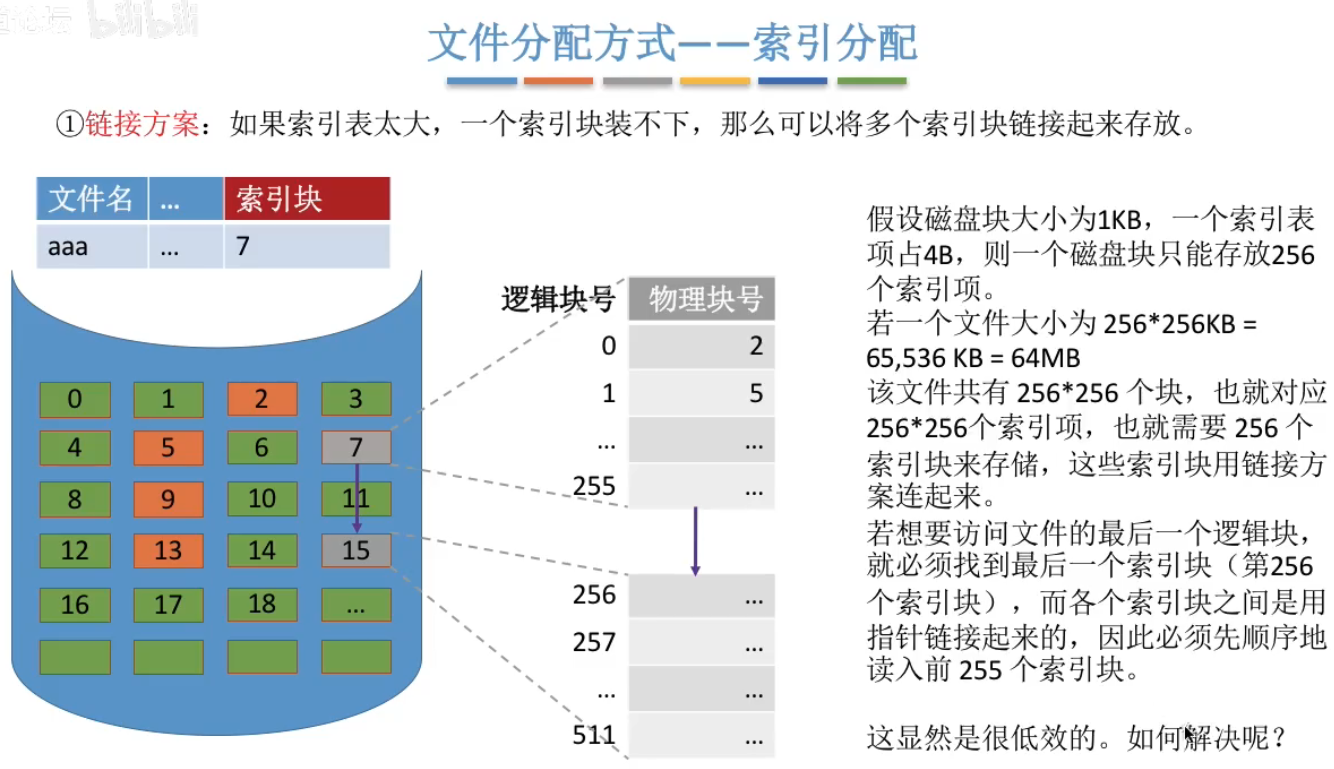 bilibili
文件分配方式——索引分配
①链接方案：如果索引表太大，一个索引块装不下，那么可以将多个索引块链接起来存放。
文件名 ... 索引块
aaa ... 7
0 1 2 3
4 5 6 7
8 9 10 11
12 13 14 15
16 17 18 ...
逻辑块号 物理块号
0 2
1 5
... ...
255 ...
256 ...
257 ...
... ...
511 ...
假设磁盘块大小为1KB，一个索引表
项占4B，则一个磁盘块只能存放256
个索引项。
若一个文件大小为 256*256KB =
65,536 KB = 64MB
该文件共有 256*256 个块，也就对应
256*256个索引项，也就需要 256 个
索引块来存储，这些索引块用链接方
案连起来。
若想要访问文件的最后一个逻辑块，
就必须找到最后一个索引块（第256
个索引块），而各个索引块之间是用
指针链接起来的，因此必须先顺序地
读入前 255 个索引块。
这显然是很低效的。如何解决呢？